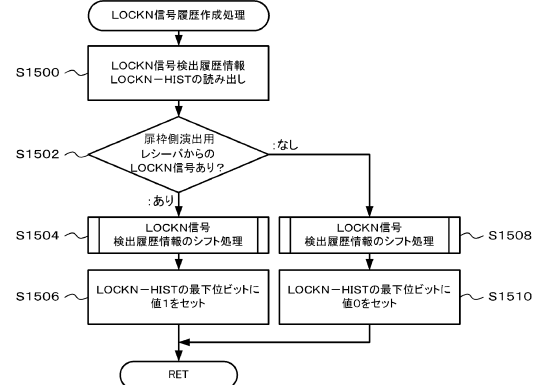 LOCKN信号履歴作成処理
S1500
LOCKN信号検出履歴情報
LOCKN－HISTの読み出し
S1502
扉枠側演出用
レシーバからの
LOCKN信号あり？
：なし
：あり
S1504
LOCKN信号
検出履歴情報のシフト処理
LOCKN信号
検出履歴情報のシフト処理
S1508
S1506
LOCKN－HISTの最下位ビットに
値1をセット
LOCKN－HISTの最下位ビットに
値0をセット
S1510
RET